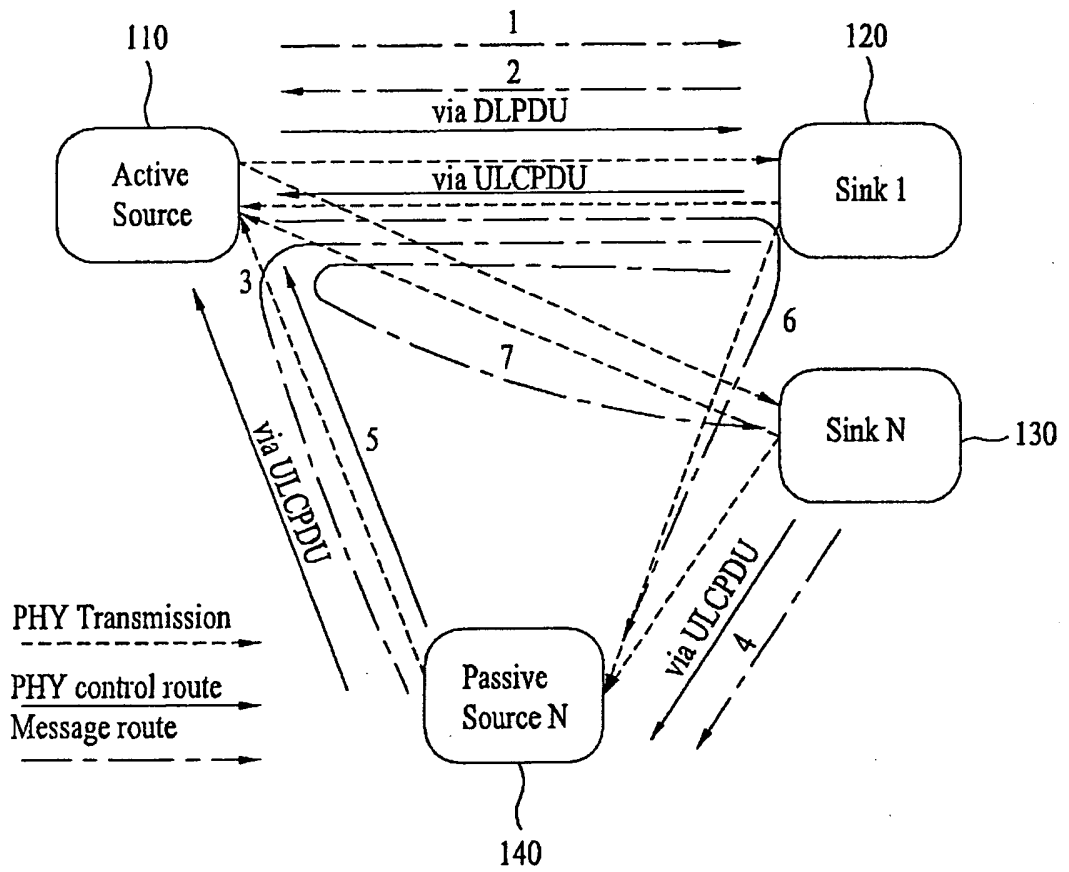 110
1
120
2
via DLPDU
Active
Source
via ULCPDU
Sink 1
3
6
7
Sink N
130
5
via ULCPDU
via ULCPDU
4
PHY Transmission
PHY control route
Message route
Passive
Source N
140